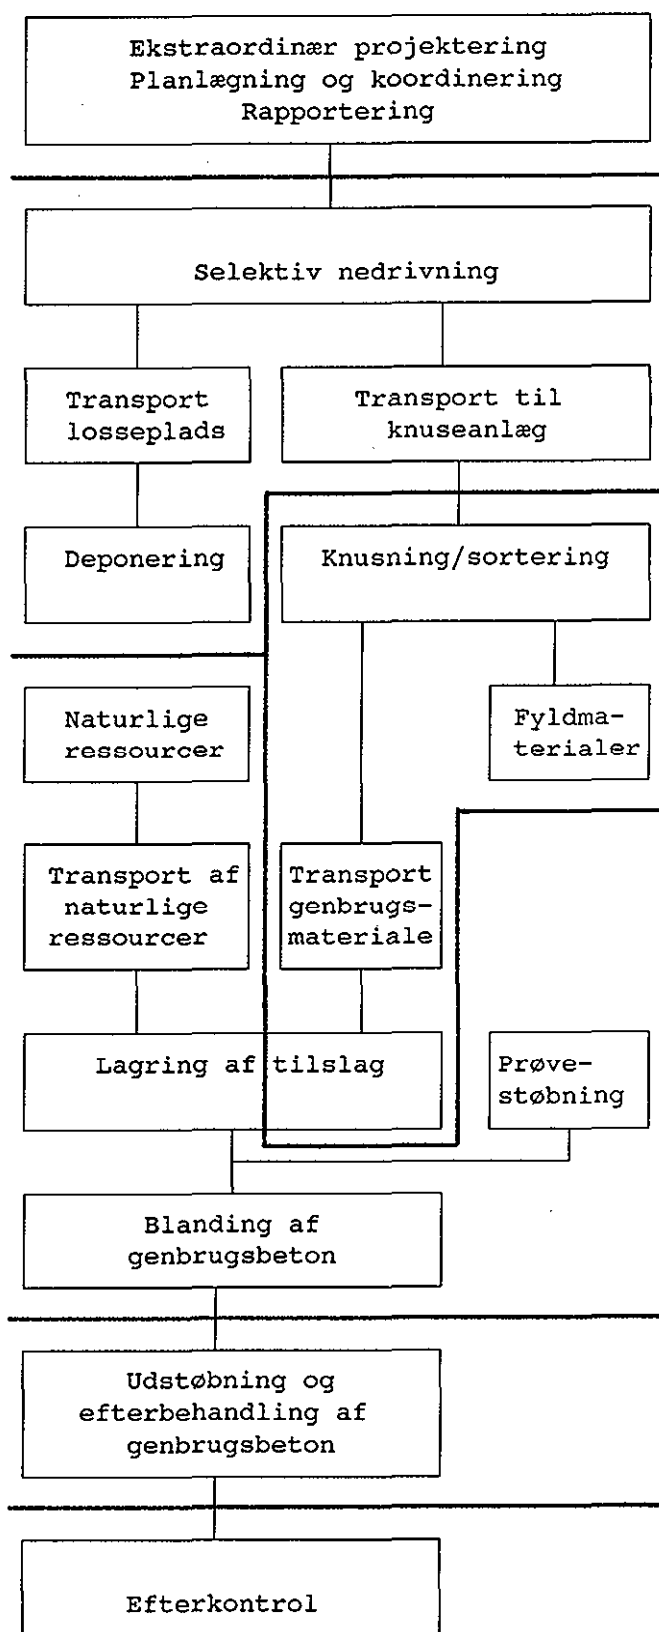 Ekstraordinær projektering
Planlægning og koordinering
Rapportering
Selektiv nedrivning
Transport
losseplads
Transport til
knuseanlæg
Deponering
Knusning/sortering
Naturlige
ressourcer
Fyldma-
terialer
Transport af
naturlige
ressourcer
Transport
genbrugs-
materiale
Lagring af tilslag
Prøve-
støbning
Blanding af
genbrugsbeton
Udstøbning og
efterbehandling af
genbrugsbeton
Efterkontrol